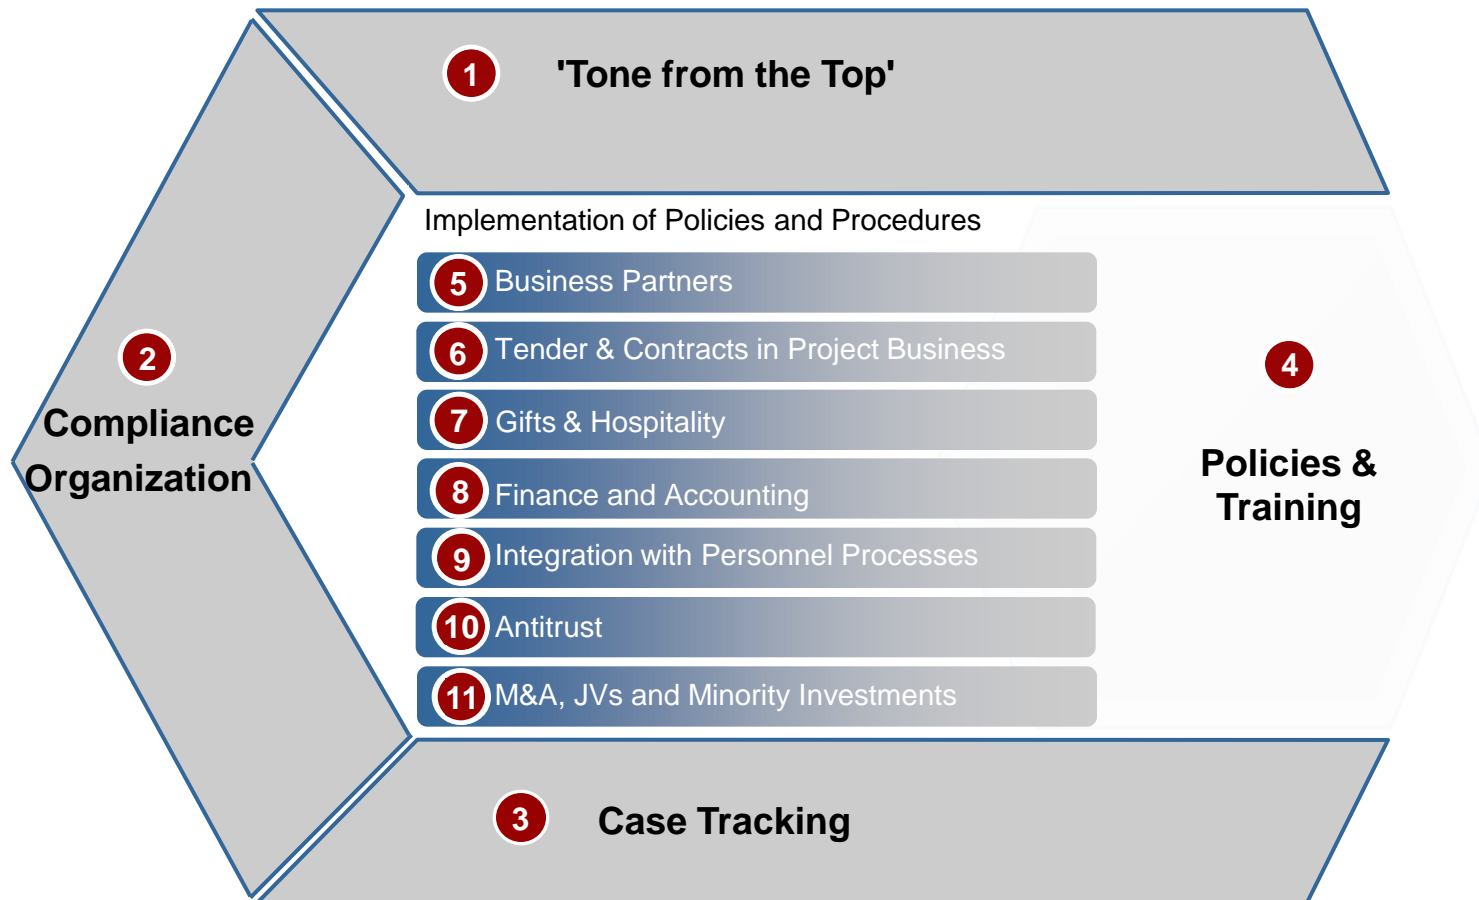 1 'Tone from the Top'
Implementation of Policies and Procedures
5 Business Partners
6 Tender & Contracts in Project Business
7 Gifts & Hospitality
8 Finance and Accounting
9 Integration with Personnel Processes
10 Antitrust
11 M&A, JVs and Minority Investments
2
Compliance
Organization
4
Policies &
Training
3 Case Tracking